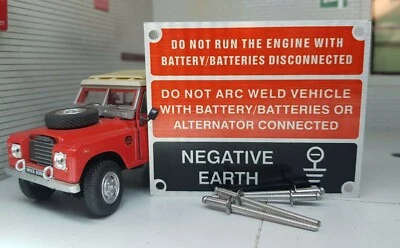 DO NOT RUN THE ENGINE WITH
BATTERY/BATTERIES DISCONNECTED
DO NOT ARC WELD VEHICLE
WITH BATTERY/BATTERIES OR
ALTERNATOR CONNECTED
NEGATIVE
EARTH